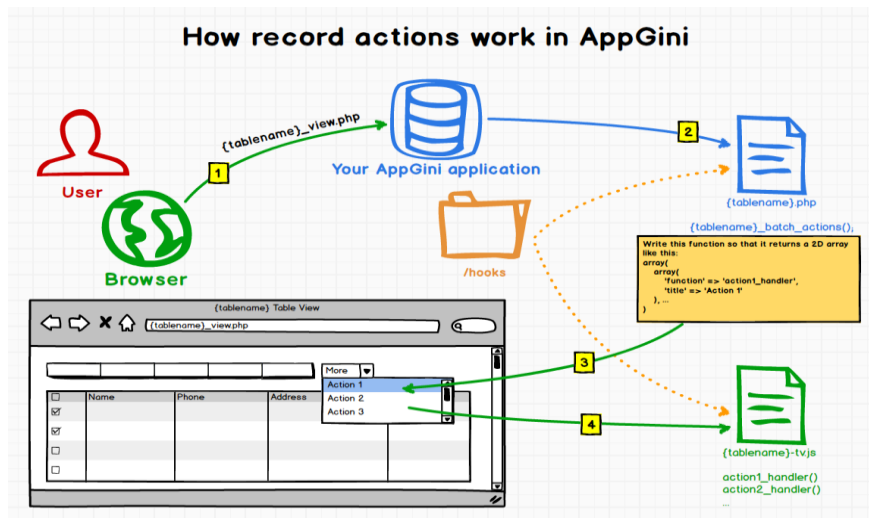 How record actions work in AppGini
{tablename}_view.php
1
2
User
Your AppGini application
{tablename}.php
{tablename}_batch_actions();
Browser
/hooks
Write this function so that it returns a 2D array
like this:
array(
array(
'function' => 'action1_handler',
'title' => 'Action 1'
), ...
)
{tablename} Table View
{tablename}_view.php
More
Action 1
Action 2
Action 3
Name Phone Address
3
4
{tablename}-tv.js
action1_handler()
action2_handler()
...